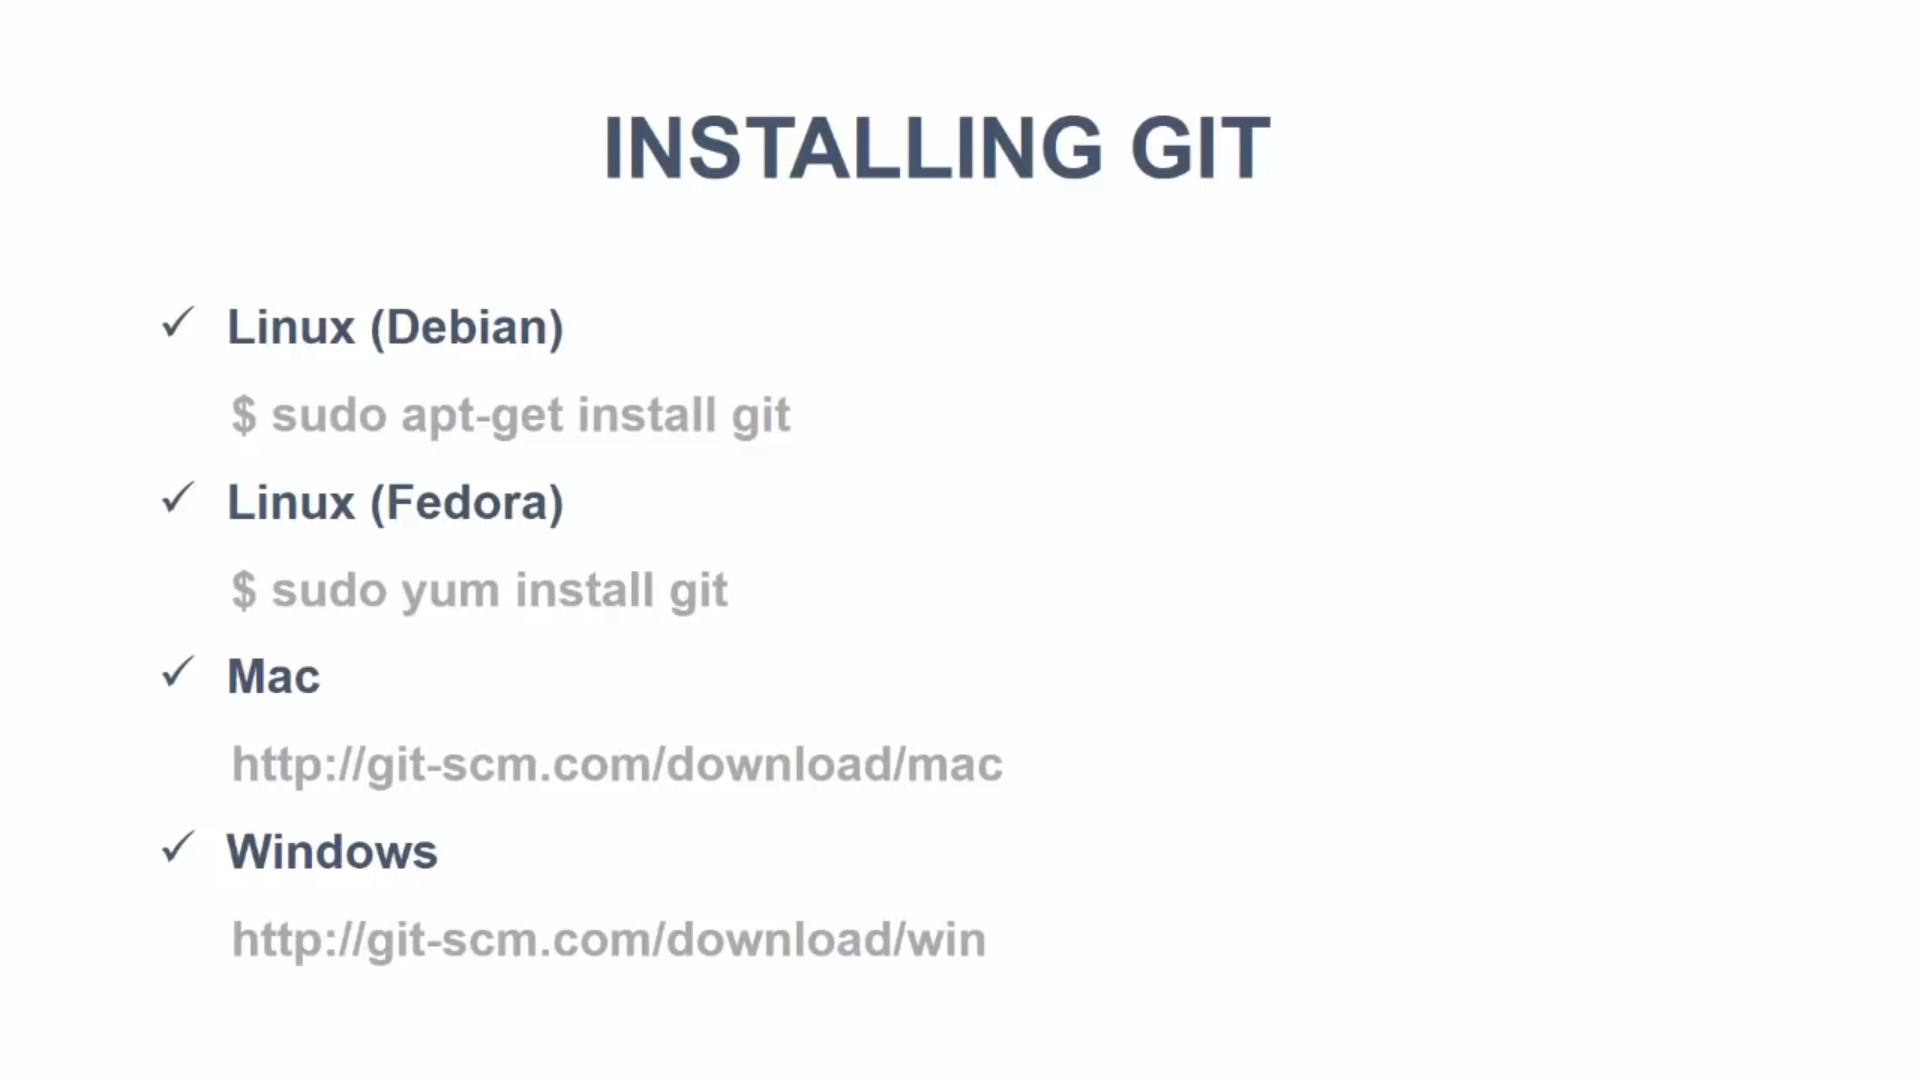 INSTALLING GIT
✓ Linux (Debian)
$ sudo apt-get install git
✓ Linux (Fedora)
$ sudo yum install git
✓ Mac
http://git-scm.com/download/mac
✓ Windows
http://git-scm.com/download/win